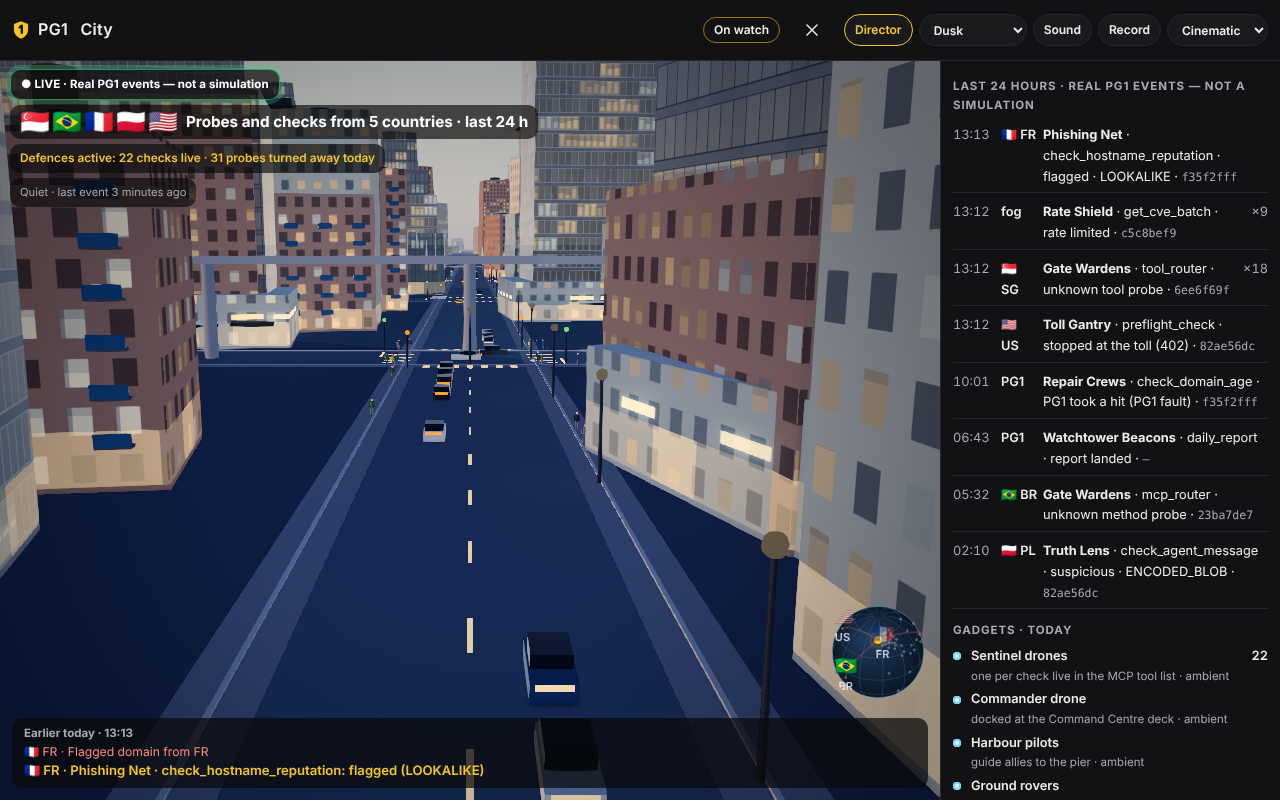 PG1 City
On watch
Director
Dusk
Sound
Record
Cinematic
LIVE · Real PG1 events — not a simulation
Probes and checks from 5 countries · last 24 h
Defences active: 22 checks live · 31 probes turned away today
Quiet · last event 3 minutes ago
US
FR
BR
Earlier today · 13:13
FR · Flagged domain from FR
FR · Phishing Net · check_hostname_reputation: flagged (LOOKALIKE)
LAST 24 HOURS · REAL PG1 EVENTS — NOT A
SIMULATION
13:13 FR Phishing Net ·
check_hostname_reputation ·
flagged · LOOKALIKE · f35f2fff
13:12 fog Rate Shield · get_cve_batch · ×9
rate limited · c5c8bef9
13:12 Gate Wardens · tool_router · ×18
SG unknown tool probe · 6ee6f69f
13:12 Toll Gantry · preflight_check ·
US stopped at the toll (402) · 82ae56dc
10:01 PG1 Repair Crews · check_domain_age ·
PG1 took a hit (PG1 fault) · f35f2fff
06:43 PG1 Watchtower Beacons · daily_report
· report landed · —
05:32 BR Gate Wardens · mcp_router ·
unknown method probe · 23ba7de7
02:10 PL Truth Lens · check_agent_message
· suspicious · ENCODED_BLOB ·
82ae56dc
GADGETS · TODAY
Sentinel drones 22
one per check live in the MCP tool list · ambient
Commander drone
docked at the Command Centre deck · ambient
Harbour pilots
guide allies to the pier · ambient
Ground rovers